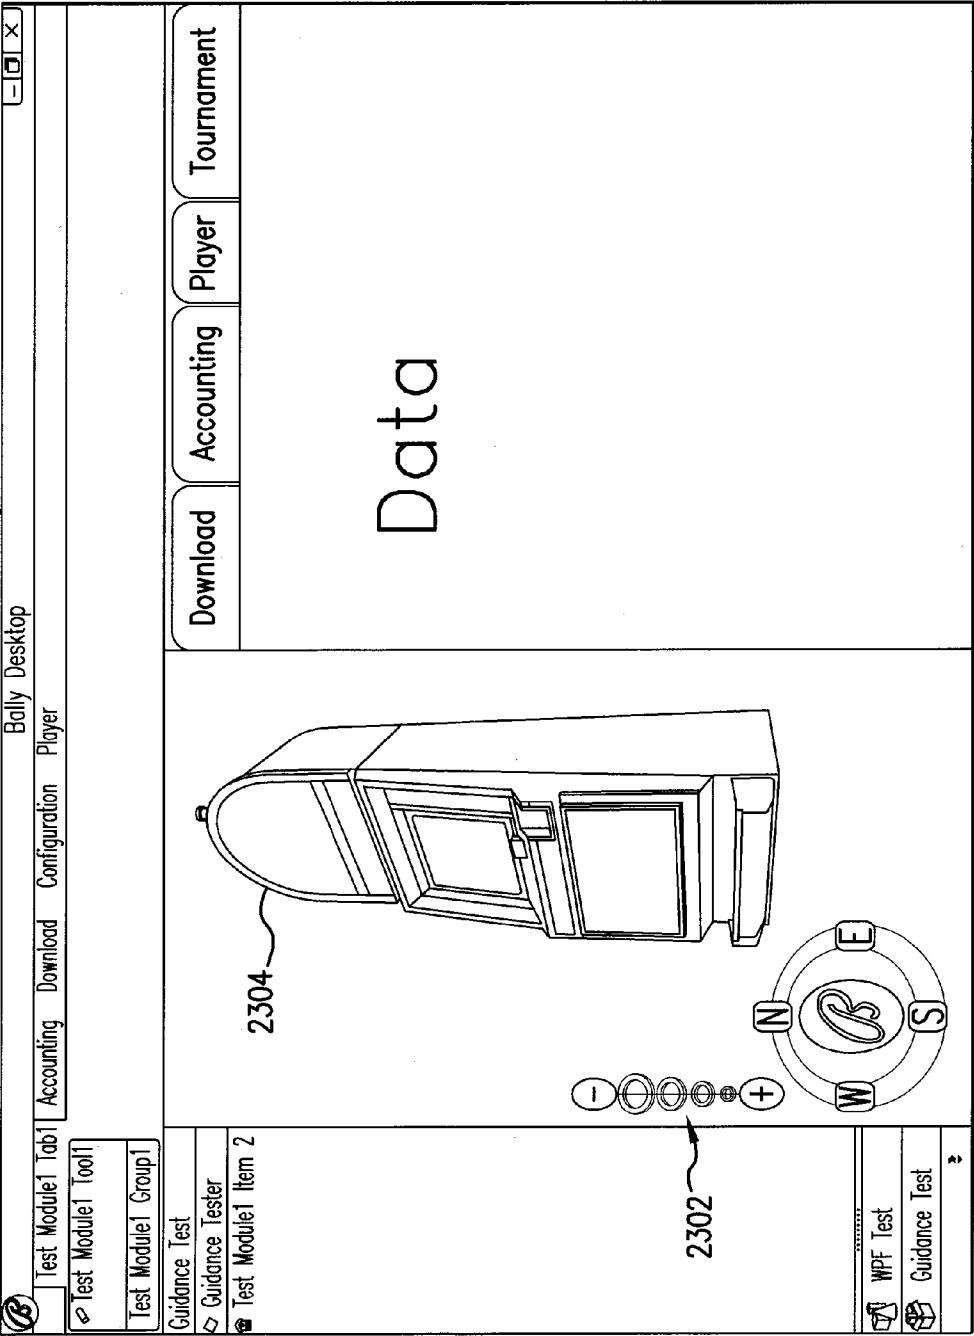 Bally Desktop
Test Module1 Tab1 Accounting Download Configuration Player
Test Module1 Tool1
Test Module1 Group1
Guidance Test
Guidance Tester
Test Module1 Item 2
WPF Test
Guidance Test
2302
2304
-
+
N
W
E
S
B
Download Accounting Player Tournament
Data